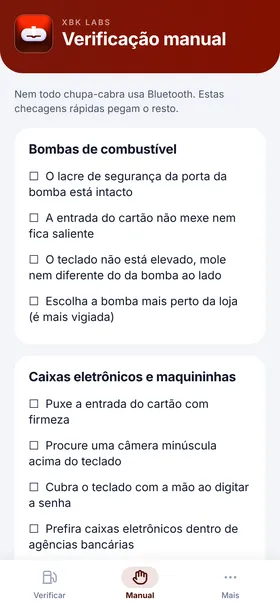 XBK LABS
Verificação manual
Nem todo chupa-cabra usa Bluetooth. Estas
checagens rápidas pegam o resto.
Bombas de combustível
☐ O lacre de segurança da porta da
bomba está intacto
☐ A entrada do cartão não mexe nem
fica saliente
☐ O teclado não está elevado, mole
nem diferente do da bomba ao lado
☐ Escolha a bomba mais perto da loja
(é mais vigiada)
Caixas eletrônicos e maquininhas
☐ Puxe a entrada do cartão com
firmeza
☐ Procure uma câmera minúscula
acima do teclado
☐ Cubra o teclado com a mão ao digitar
a senha
☐ Prefira caixas eletrônicos dentro de
agências bancárias
Verificar
Manual
Mais